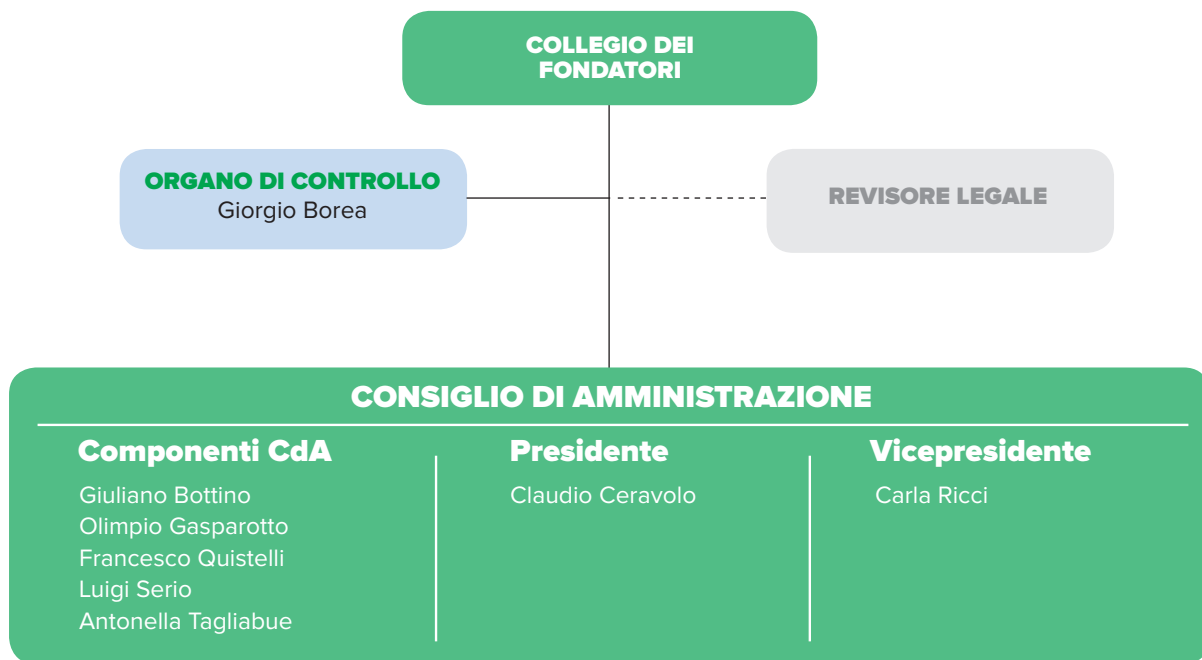 COLLEGIO DEI
FONDATORI
ORGANO DI CONTROLLO
Giorgio Borea
REVISORE LEGALE
CONSIGLIO DI AMMINISTRAZIONE
Componenti CdA
Giuliano Bottino
Olimpio Gasparotto
Francesco Quistelli
Luigi Serio
Antonella Tagliabue
Presidente
Claudio Ceravolo
Vicepresidente
Carla Ricci